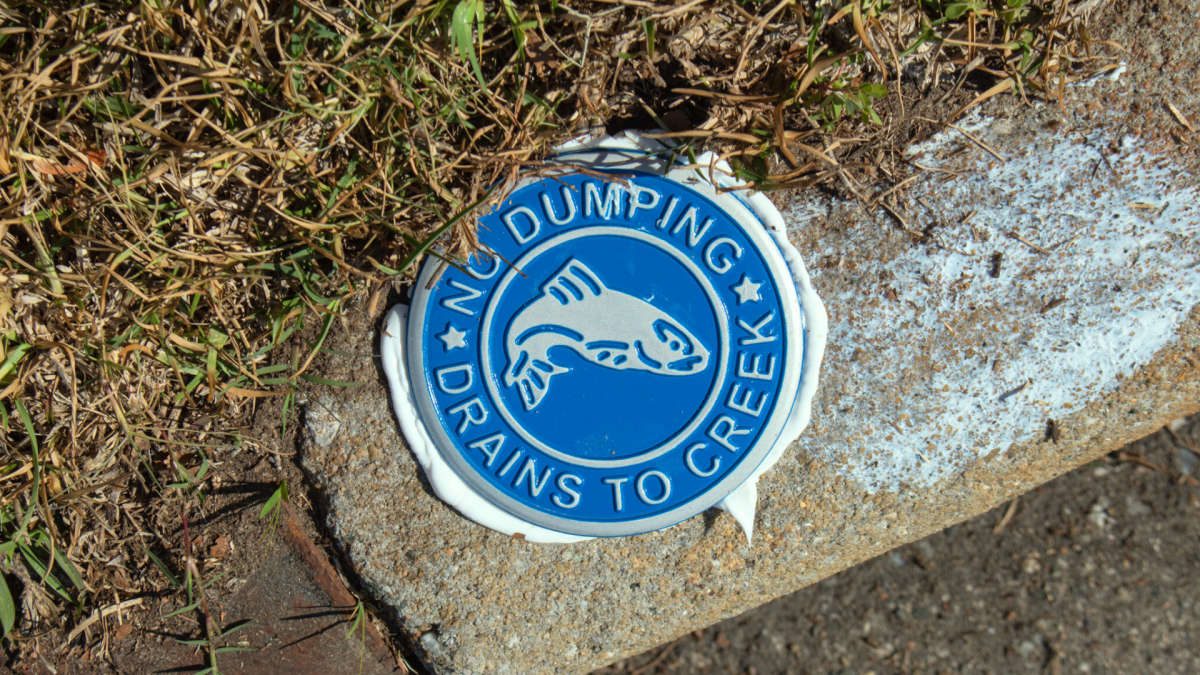 NO DUMPING
DRAINS TO CREEK